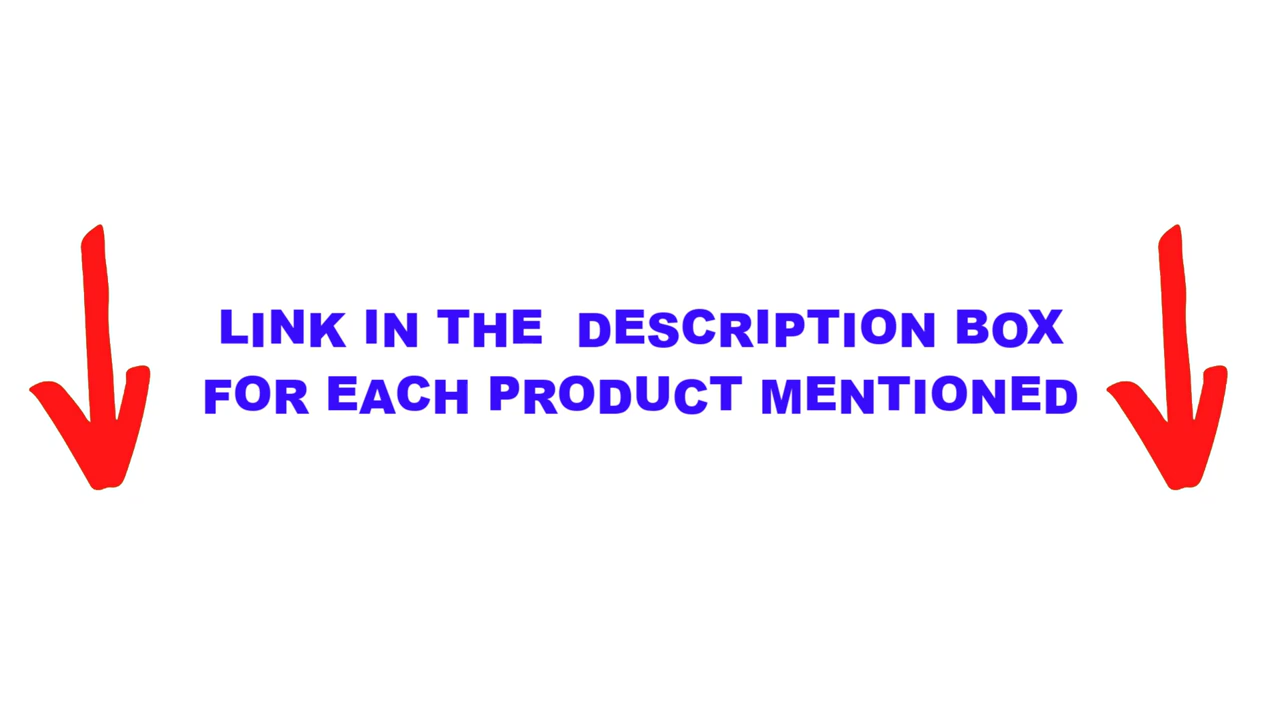 LINK IN THE DESCRIPTION BOX
FOR EACH PRODUCT MENTIONED